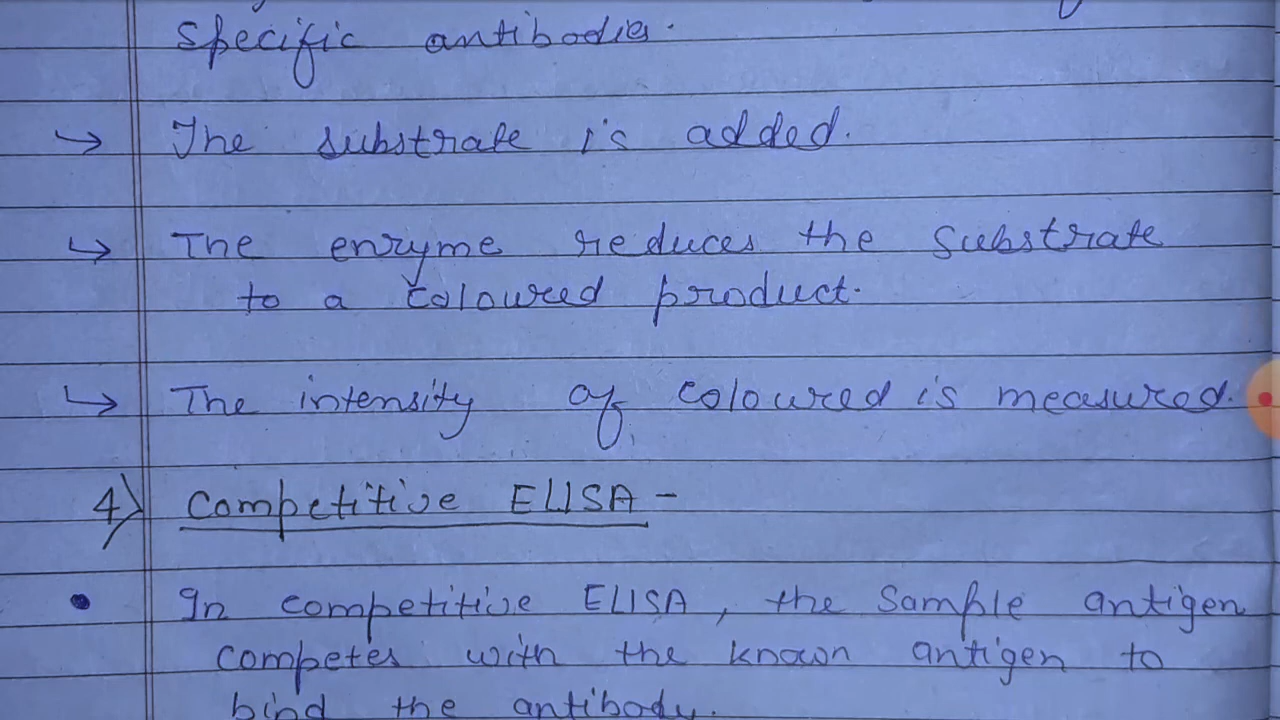 specific antibodies.
↳ The substrate is added.
↳ The enzyme reduces the substrate
to a coloured product.
↳ The intensity of coloured is measured.
4) Competitive ELISA -
• In competitive ELISA, the sample antigen
competes with the known antigen to
bind the antibody.